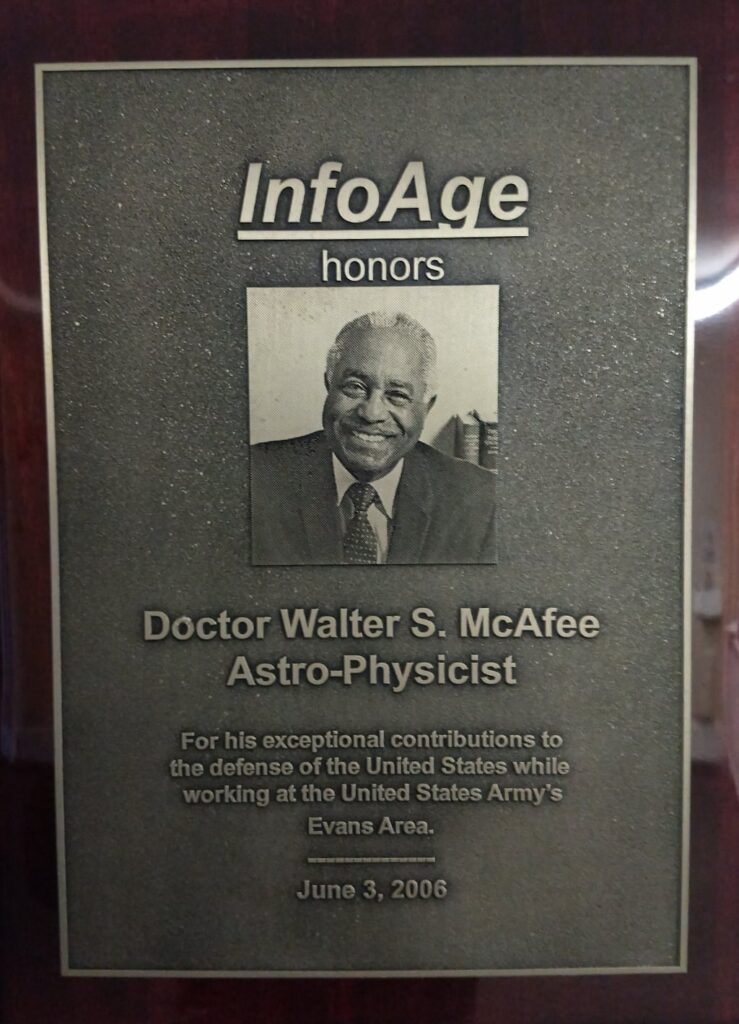 InfoAge
honors
Doctor Walter S. McAfee
Astro-Physicist
For his exceptional contributions to
the defense of the United States while
working at the United States Army's
Evans Area.
June 3, 2006